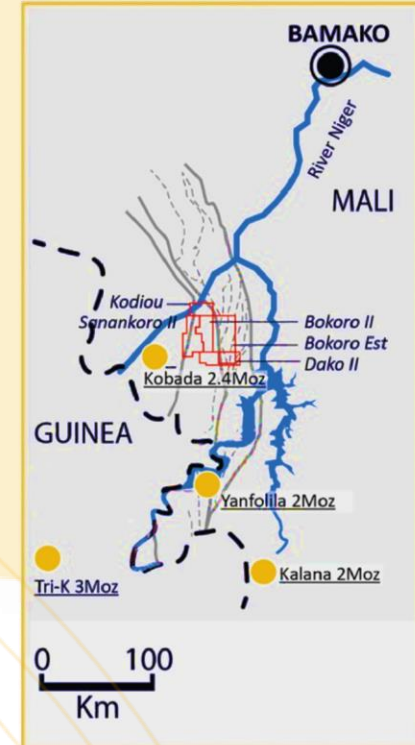 BAMAKO
River Niger
MALI
Kodiou
Sanankoro II
Bokoro II
Bokoro Est
Dako II
Kobada 2.4Moz
GUINEA
Yanfolila 2Moz
Tri-K 3Moz
Kalana 2Moz
0 100
Km